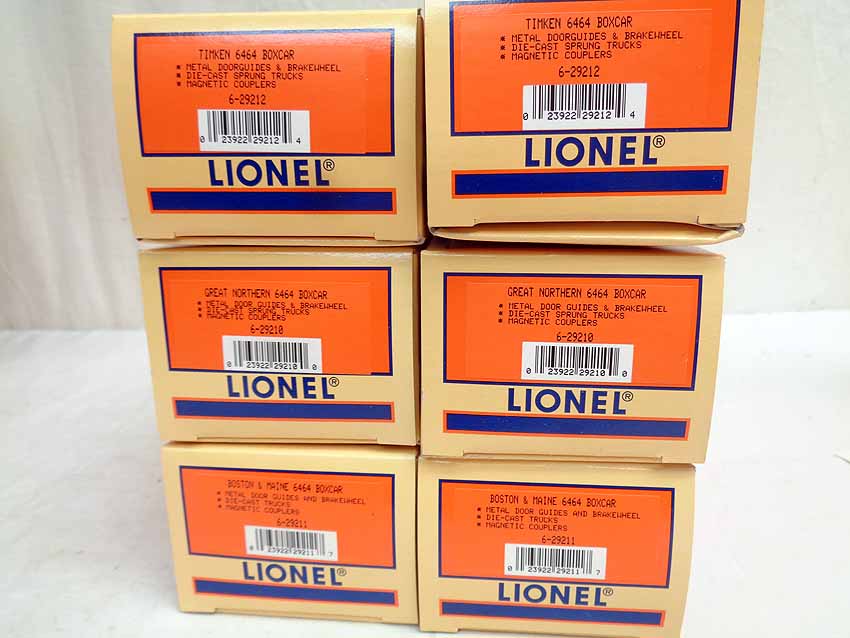 TIMKEN 6464 BOXCAR
* METAL DOORGUIDES & BRAKEWHEEL
* DIE-CAST SPRUNG TRUCKS
* MAGNETIC COUPLERS
6-29212
0 23922 29212 4
LIONEL®
TIMKEN 6464 BOXCAR
* METAL DOORGUIDES & BRAKEWHEEL
* DIE-CAST SPRUNG TRUCKS
* MAGNETIC COUPLERS
6-29212
0 23922 29212 4
LIONEL®
GREAT NORTHERN 6464 BOXCAR
* METAL DOOR GUIDES & BRAKEWHEEL
* DIE-CAST SPRUNG TRUCKS
* MAGNETIC COUPLERS
6-29210
0 23922 29210 0
LIONEL®
GREAT NORTHERN 6464 BOXCAR
* METAL DOOR GUIDES & BRAKEWHEEL
* DIE-CAST SPRUNG TRUCKS
* MAGNETIC COUPLERS
6-29210
0 23922 29210 0
LIONEL®
BOSTON & MAINE 6464 BOXCAR
* METAL DOOR GUIDES AND BRAKEWHEEL
* DIE-CAST TRUCKS
* MAGNETIC COUPLERS
6-29211
0 23922 29211 7
LIONEL®
BOSTON & MAINE 6464 BOXCAR
* METAL DOOR GUIDES AND BRAKEWHEEL
* DIE-CAST TRUCKS
* MAGNETIC COUPLERS
6-29211
0 23922 29211 7
LIONEL®